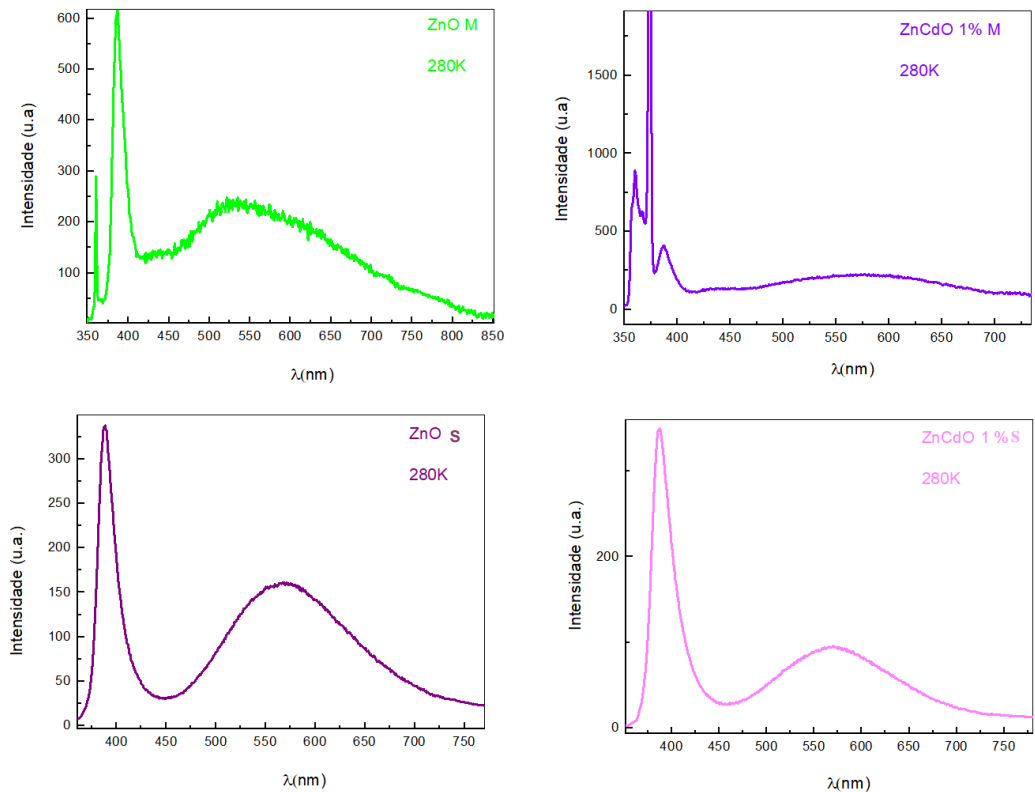 ZnO M
280K
Intensidade (u.a)
600
500
400
300
200
100
350 400 450 500 550 600 650 700 750 800 850
λ(nm)
ZnCdO 1% M
280K
Intensidade (u.a)
1500
1000
500
0
350 400 450 500 550 600 650 700
λ(nm)
ZnO S
280K
Intensidade (u.a.)
300
250
200
150
100
50
0
400 450 500 550 600 650 700 750
λ(nm)
ZnCdO 1 %S
280K
Intensidade (u.a.)
200
0
400 450 500 550 600 650 700 750
λ(nm)